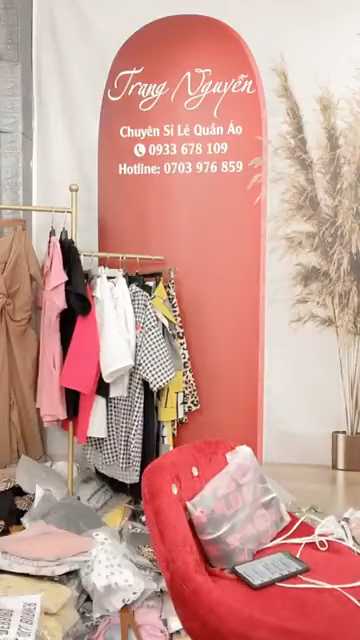 Trang Nguyễn
Chuyên Sỉ Lẻ Quần Áo
0933 678 109
Hotline: 0703 976 859